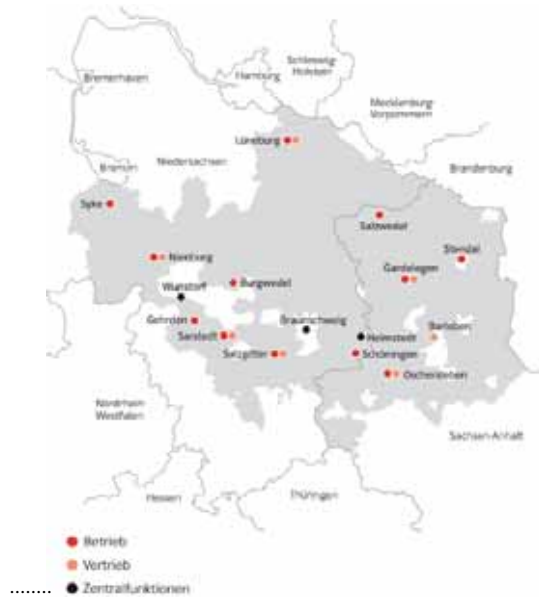 Schleswig-
Holstein
Bremerhaven
Hamburg
Mecklenburg-
Vorpommern
Lüneburg
Niedersachsen
Bremen
Brandenburg
Syke
Salzwedel
Stendal
Nienburg
Gardelegen
Wunstorf
Burgwedel
Gehrden
Braunschweig
Barleben
Sarstedt
Helmstedt
Salzgitter
Schöningen
Oschersleben
Nordrhein-
Westfalen
Sachsen-Anhalt
Hessen
Thüringen
Betrieb
Vertrieb
........ Zentralfunktionen